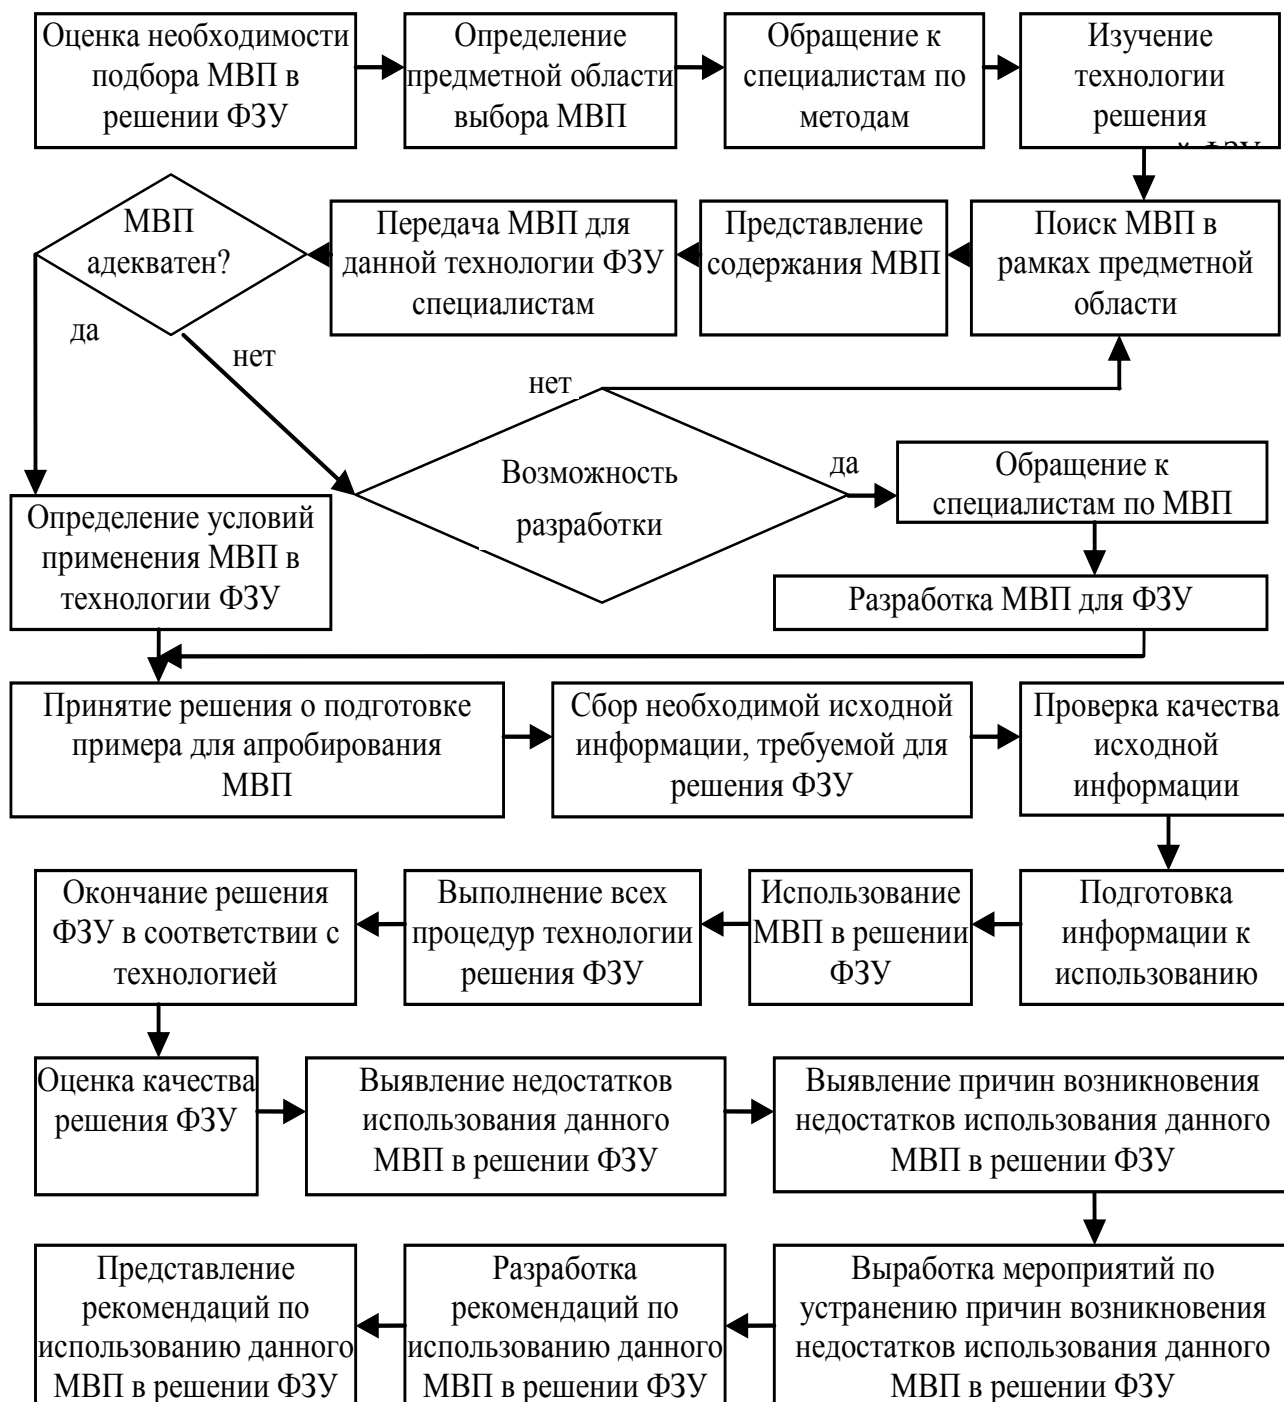 Оценка необходимости
подбора МВП в
решении ФЗУ
Определение
предметной области
выбора МВП
Обращение к
специалистам по
методам
Изучение
технологии
решения
ФЗУ
МВП
адекватен?
Передача МВП для
данной технологии ФЗУ
специалистам
Представление
содержания МВП
Поиск МВП в
рамках предметной
области
да
нет
нет
Возможность
разработки
да
Обращение к
специалистам по МВП
Определение условий
применения МВП в
технологии ФЗУ
Разработка МВП для ФЗУ
Принятие решения о подготовке
примера для апробирования
МВП
Сбор необходимой исходной
информации, требуемой для
решения ФЗУ
Проверка качества
исходной
информации
Окончание решения
ФЗУ в соответствии с
технологией
Выполнение всех
процедур технологии
решения ФЗУ
Использование
МВП в решении
ФЗУ
Подготовка
информации к
использованию
Оценка качества
решения ФЗУ
Выявление недостатков
использования данного
МВП в решении ФЗУ
Выявление причин возникновения
недостатков использования данного
МВП в решении ФЗУ
Представление
рекомендаций по
использованию данного
МВП в решении ФЗУ
Разработка
рекомендаций по
использованию данного
МВП в решении ФЗУ
Выработка мероприятий по
устранению причин возникновения
недостатков использования данного
МВП в решении ФЗУ